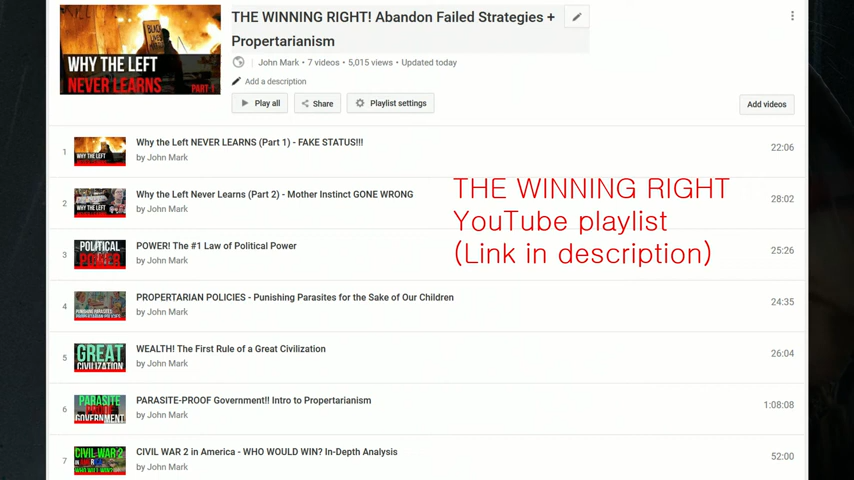 THE WINNING RIGHT! Abandon Failed Strategies +
Propertarianism
John Mark • 7 videos • 5,015 views • Updated today
Add a description
Play all
Share
Playlist settings
Add videos
WHY THE LEFT
NEVER LEARNS
PART 1
1
Why the Left NEVER LEARNS (Part 1) - FAKE STATUS!!!
by John Mark
22:06
2
Why the Left Never Learns (Part 2) - Mother Instinct GONE WRONG
by John Mark
28:02
3
POLITICAL
POWER
POWER! The #1 Law of Political Power
by John Mark
25:26
4
PROPERTARIAN POLICIES - Punishing Parasites for the Sake of Our Children
by John Mark
24:35
5
GREAT
CIVILIZATION
WEALTH! The First Rule of a Great Civilization
by John Mark
26:04
6
PARASITE
GOVERNMENT
PARASITE-PROOF Government!! Intro to Propertarianism
by John Mark
1:08:08
7
CIVIL WAR 2
WHO WILL WIN?
CIVIL WAR 2 in America - WHO WOULD WIN? In-Depth Analysis
by John Mark
52:00
THE WINNING RIGHT
YouTube playlist
(Link in description)